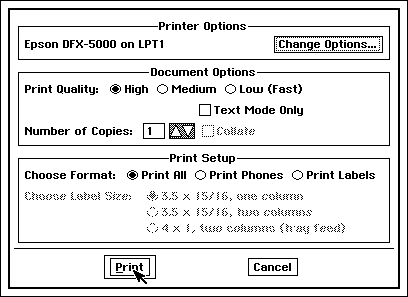 Printer Options
Epson DFX-5000 on LPT1 Change Options...
Document Options
Print Quality: High Medium Low (Fast)
Text Mode Only
Number of Copies: 1 Collate
Print Setup
Choose Format: Print All Print Phones Print Labels
Choose Label Size: 3.5 x 15/16, one column
3.5 x 15/16, two columns
4 x 1, two columns (tray feed)
Print Cancel